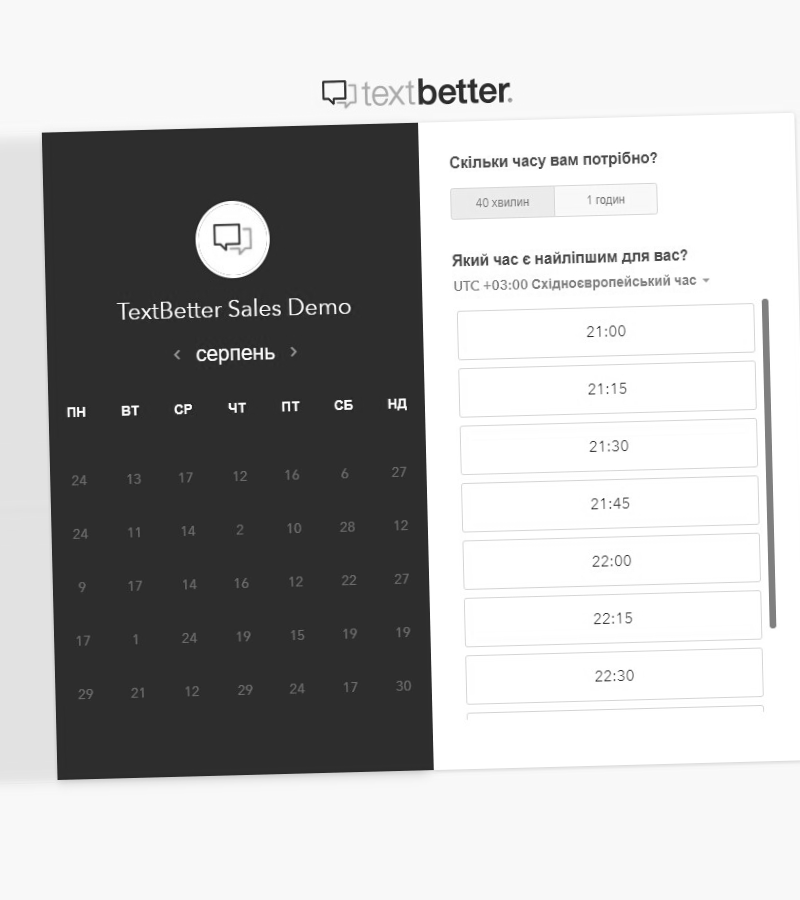 textbetter.
TextBetter Sales Demo
‹ серпень ›
ПН ВТ СР ЧТ ПТ СБ НД
24 13 17 12 16 6 27
24 11 14 2 10 28 12
9 17 14 16 12 22 27
17 1 24 19 15 19 19
29 21 12 29 24 17 30
Скільки часу вам потрібно?
40 хвилин 1 годин
Який час є найліпшим для вас?
UTC +03:00 Східноєвропейський час
21:00
21:15
21:30
21:45
22:00
22:15
22:30